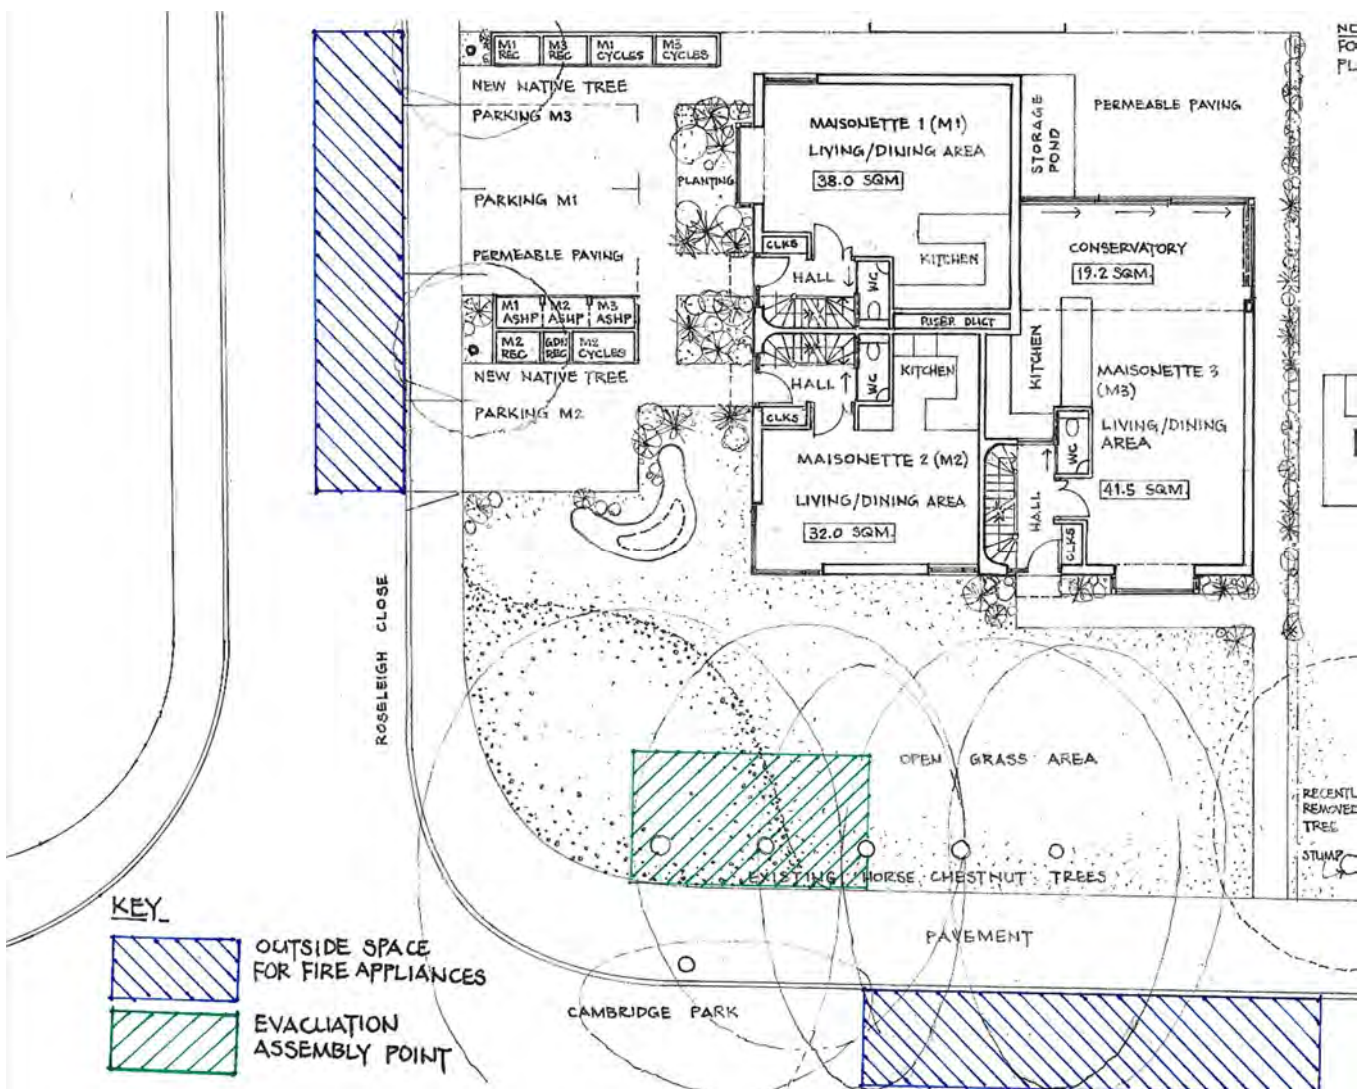 M1 REC
M3 REC
M1 CYCLES
M3 CYCLES
NEW NATIVE TREE
PARKING M3
PARKING M1
PERMEABLE PAVING
M1 ASHP
M2 ASHP
M3 ASHP
M2 REC
GDN REC
M2 CYCLES
NEW NATIVE TREE
PARKING M2
PLANTING
MAISONETTE 1 (M1)
LIVING/DINING AREA
38.0 SQM
CLKS
HALL
WC
KITCHEN
RISER DUCT
STORAGE
POND
PERMEABLE PAVING
CONSERVATORY
19.2 SQM.
KITCHEN
MAISONETTE 3
(M3)
LIVING/DINING
AREA
41.5 SQM.
WC
HALL
CLKS
HALL
WC
KITCHEN
CLKS
MAISONETTE 2 (M2)
LIVING/DINING AREA
32.0 SQM.
ROSELEIGH CLOSE
OPEN GRASS AREA
EXISTING HORSE CHESTNUT TREES
RECENTL
REMOVED
TREE
STUMP
PAVEMENT
CAMBRIDGE PARK
KEY
OUTSIDE SPACE
FOR FIRE APPLIANCES
EVACUATION
ASSEMBLY POINT